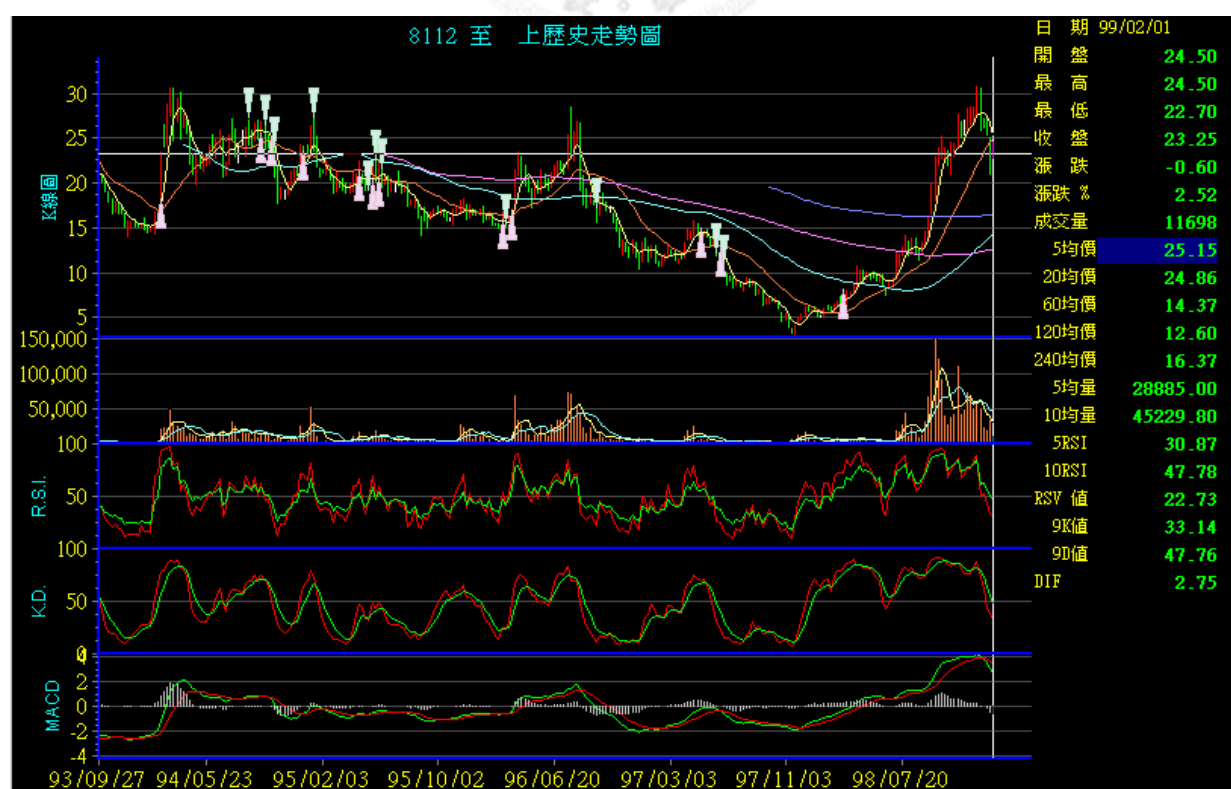 8112 至 上歷史走勢圖
日 期 99/02/01
開 盤 24.50
最 高 24.50
最 低 22.70
收 盤 23.25
漲 跌 -0.60
漲跌 % 2.52
成交量 11698
5均價 25.15
20均價 24.86
60均價 14.37
120均價 12.60
240均價 16.37
5均量 28885.00
10均量 45229.80
5RSI 30.87
10RSI 47.78
RSV 值 22.73
9K值 33.14
9D值 47.76
DIF 2.75
K線圖
30
25
20
15
10
5
150,000
100,000
50,000
R.S.I.
100
50
K.D.
100
50
0
MACD
4
2
0
-2
-4
93/09/27 94/05/23 95/02/03 95/10/02 96/06/20 97/03/03 97/11/03 98/07/20